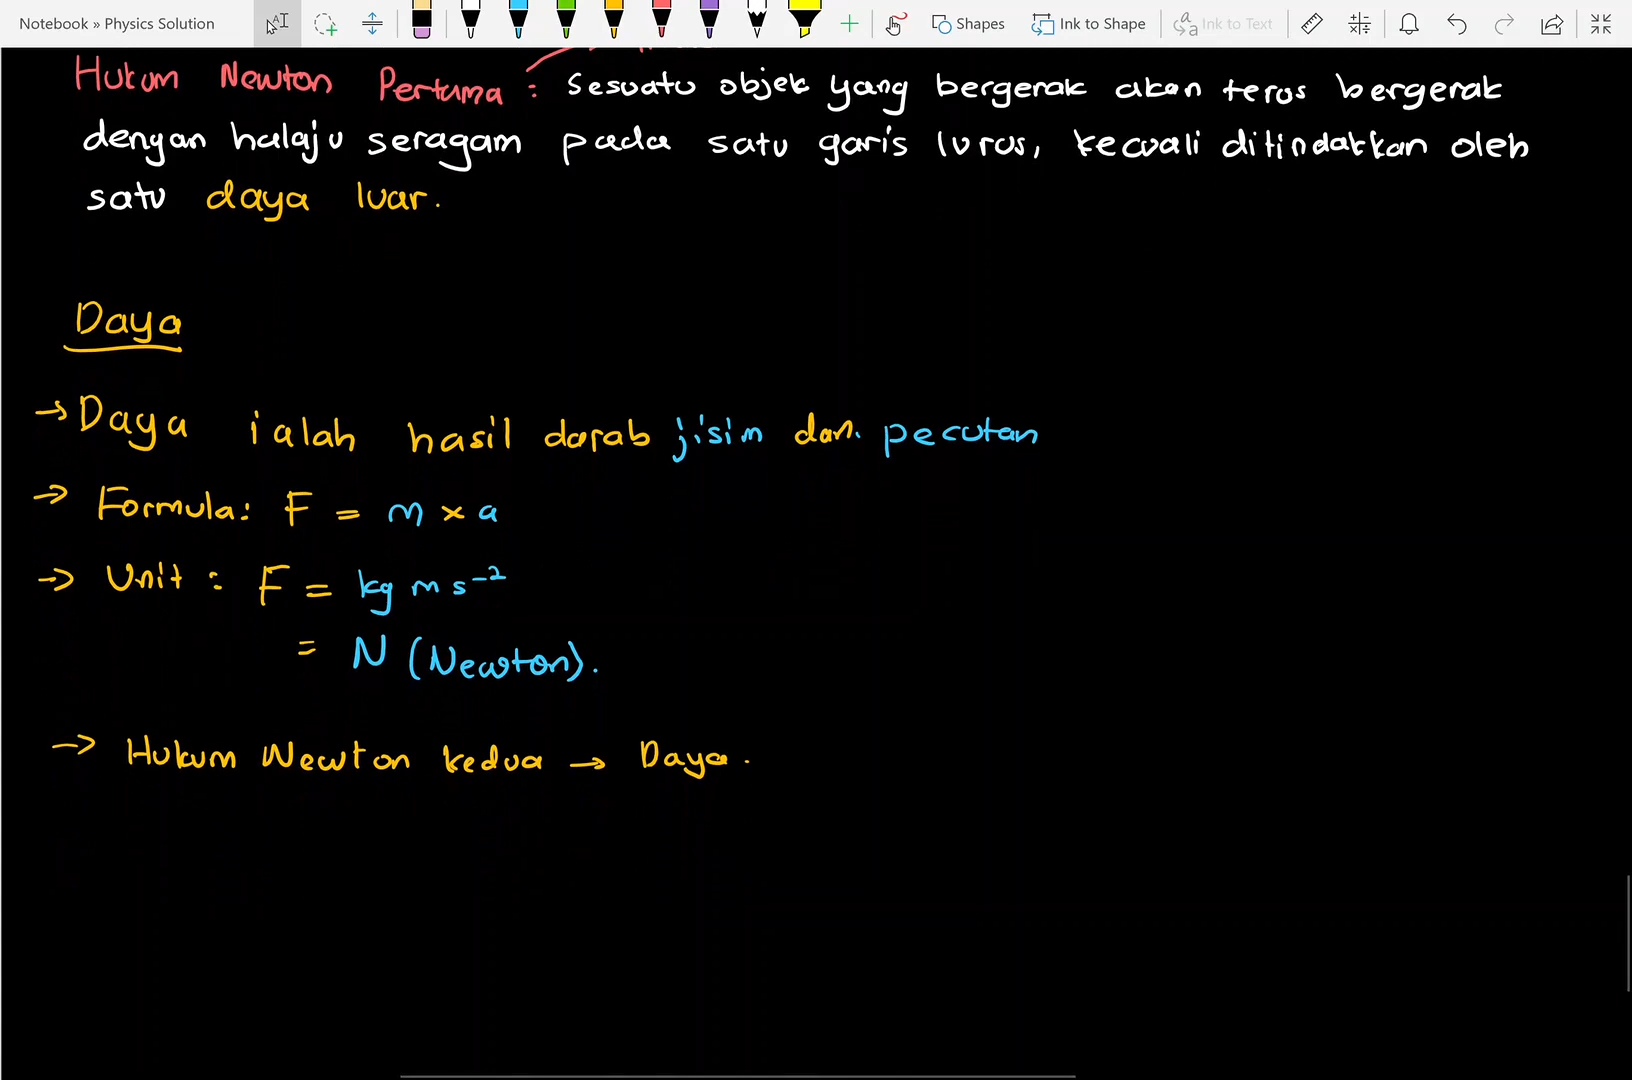 Notebook » Physics Solution
Shapes
Ink to Shape
Ink to Text
Hukum Newton Pertama : Sesuatu objek yang bergerak akan terus bergerak
dengan halaju seragam pada satu garis lurus, kecuali ditindakkan oleh
satu daya luar.
Daya
→ Daya ialah hasil darab jisim dan. pecutan
→ Formula: F = m × a
→ Unit : F = kg m s⁻²
= N (Newton).
→ Hukum Newton kedua → Daya.